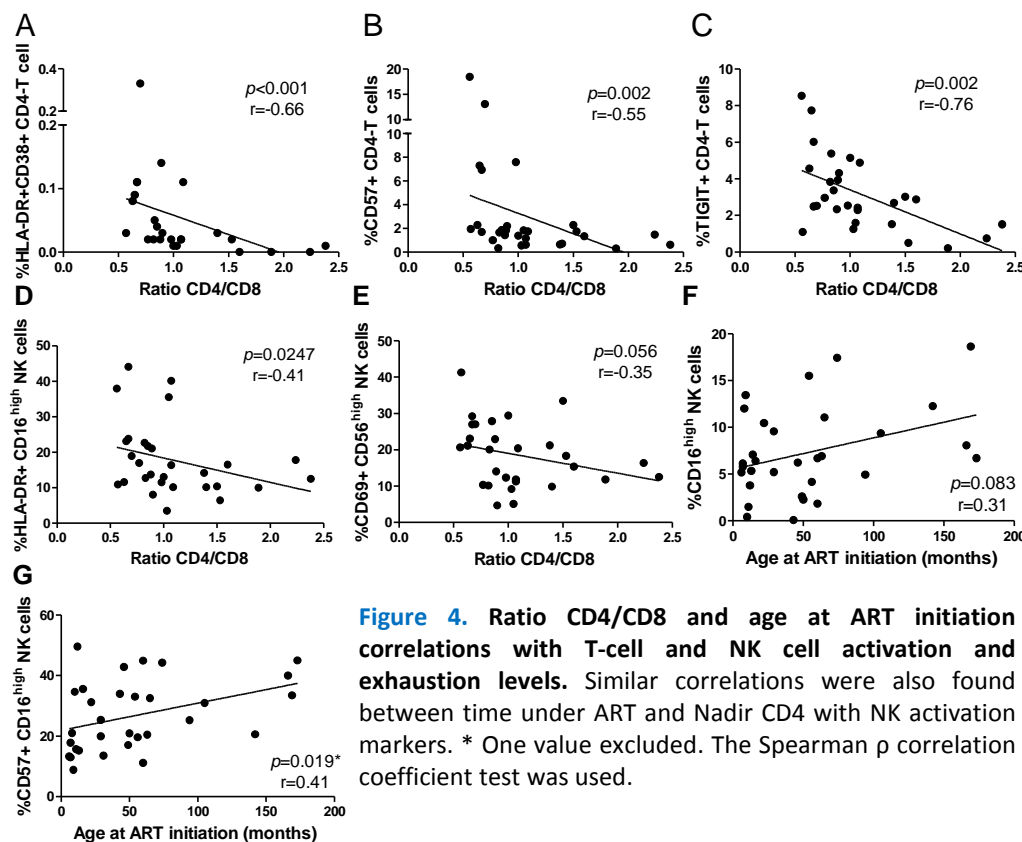 A
%HLA-DR+CD38+ CD4-T cell
0.4
0.2
0.2
0.1
0.0
0.0 0.5 1.0 1.5 2.0 2.5
Ratio CD4/CD8
p<0.001
r=-0.66
B
%CD57+ CD4-T cells
20
15
10
8
6
4
2
0
0.0 0.5 1.0 1.5 2.0 2.5
Ratio CD4/CD8
p=0.002
r=-0.55
C
%TIGIT+ CD4-T cells
10
8
6
4
2
0
0.0 0.5 1.0 1.5 2.0 2.5
Ratio CD4/CD8
p=0.002
r=-0.76
D
%HLA-DR+ CD16high NK cells
50
40
30
20
10
0
0.0 0.5 1.0 1.5 2.0 2.5
Ratio CD4/CD8
p=0.0247
r=-0.41
E
%CD69+ CD56high NK cells
50
40
30
20
10
0
0.0 0.5 1.0 1.5 2.0 2.5
Ratio CD4/CD8
p=0.056
r=-0.35
F
%CD16high NK cells
20
15
10
5
0
0 50 100 150 200
Age at ART initiation (months)
p=0.083
r=0.31
G
%CD57+ CD16high NK cells
60
40
20
0
0 50 100 150 200
Age at ART initiation (months)
p=0.019*
r=0.41
Figure 4. Ratio CD4/CD8 and age at ART initiation
correlations with T-cell and NK cell activation and
exhaustion levels. Similar correlations were also found
between time under ART and Nadir CD4 with NK activation
markers. * One value excluded. The Spearman ρ correlation
coefficient test was used.